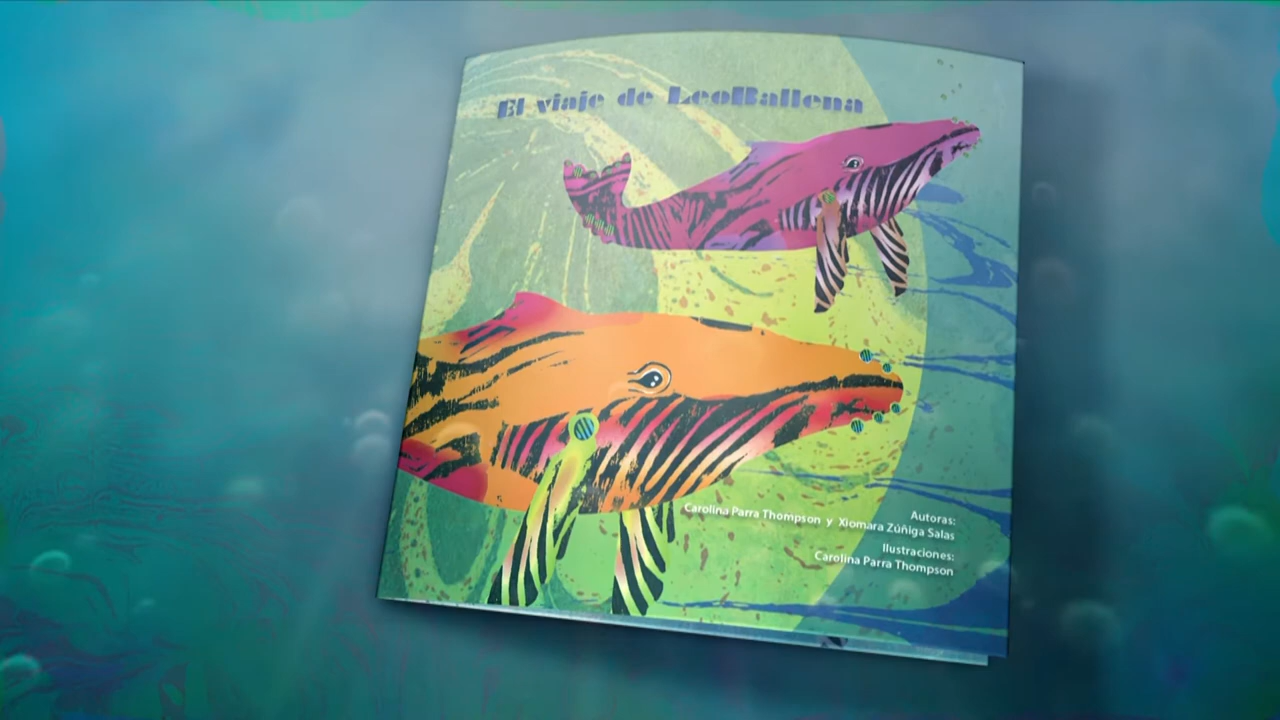 El viaje de LeoBallena
Autoras:
Carolina Parra Thompson y Xiomara Zúñiga Salas
Ilustraciones:
Carolina Parra Thompson